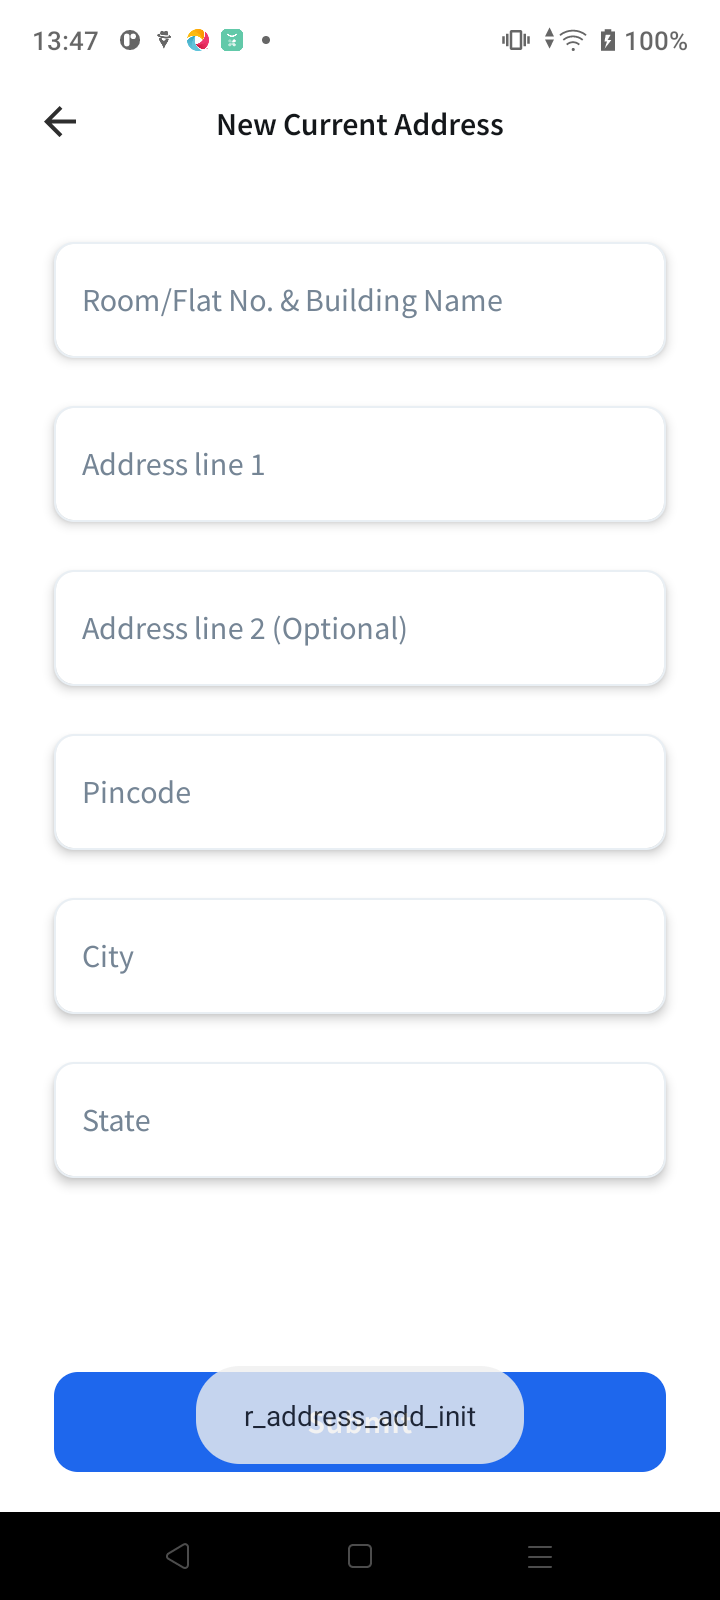 13:47 100%
New Current Address
Room/Flat No. & Building Name
Address line 1
Address line 2 (Optional)
Pincode
City
State
Submit
r_address_add_init